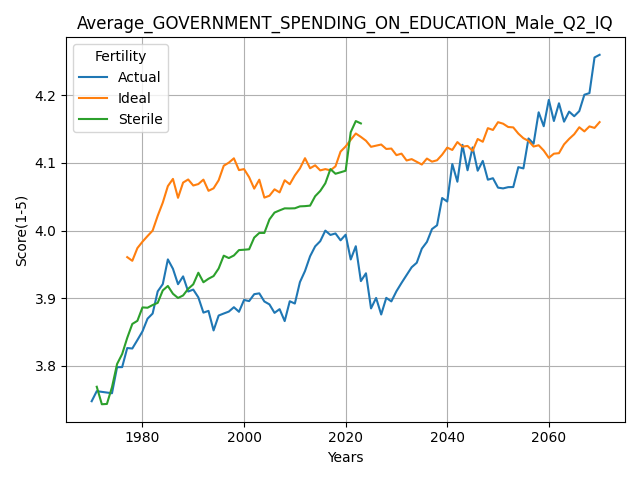 Average_GOVERNMENT_SPENDING_ON_EDUCATION_Male_Q2_IQ
Fertility
Actual
Ideal
Sterile
4.2
4.1
4.0
3.9
3.8
Score(1-5)
1980 2000 2020 2040 2060
Years